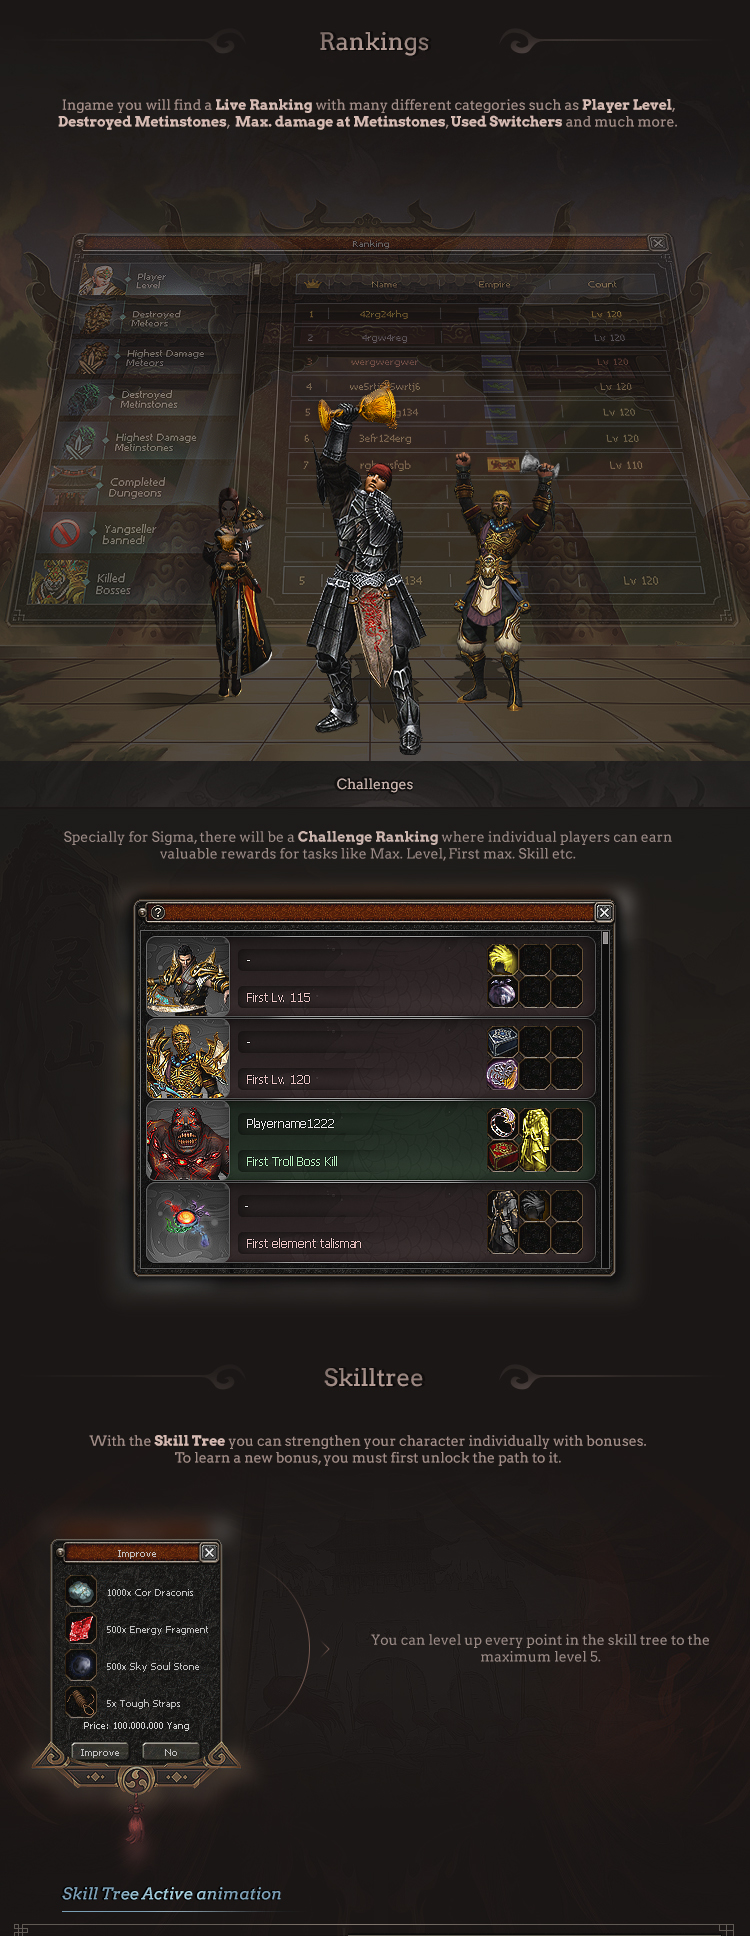 Rankings
Ingame you will find a Live Ranking with many different categories such as Player Level,
Destroyed Metinstones, Max. damage at Metinstones, Used Switchers and much more.
Ranking
Player
Level
Destroyed
Meteors
Highest Damage
Meteors
Destroyed
Metinstones
Highest Damage
Metinstones
Completed
Dungeons
Yangseller
banned!
Killed
Bosses
Name Empire Count
1 42rg24rhg Lv 120
2 4rgw4reg Lv 120
3 wergwergwer Lv 120
4 Lv 120
5 Lv 120
6 3efr124erg Lv 120
7 Lv 110
5 Lv 120
Challenges
Specially for Sigma, there will be a Challenge Ranking where individual players can earn
valuable rewards for tasks like Max. Level, First max. Skill etc.
?
-
First Lv. 115
-
First Lv. 120
Playername1222
First Troll Boss Kill
-
First element talisman
Skilltree
With the Skill Tree you can strengthen your character individually with bonuses.
To learn a new bonus, you must first unlock the path to it.
Improve
1000x Cor Draconis
500x Energy Fragment
500x Sky Soul Stone
5x Tough Straps
Price: 100.000.000 Yang
Improve No
You can level up every point in the skill tree to the
maximum level 5.
Skill Tree Active animation